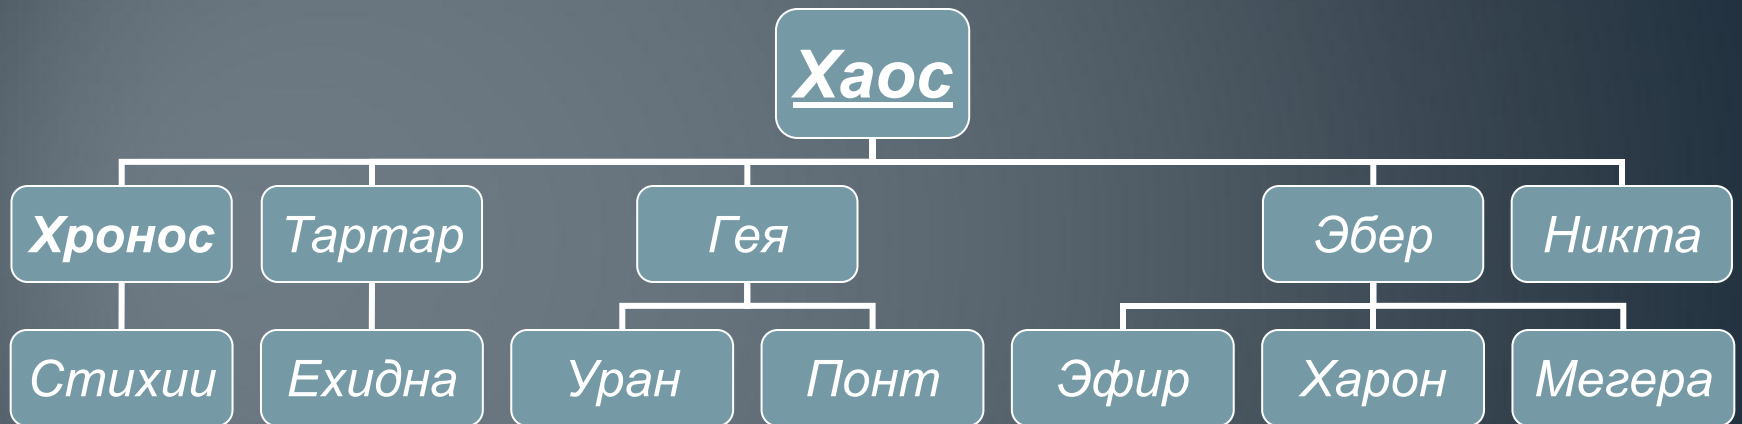 Хаос
Хронос Тартар Гея Эбер Никта
Стихии Ехидна Уран Понт Эфир Харон Мегера